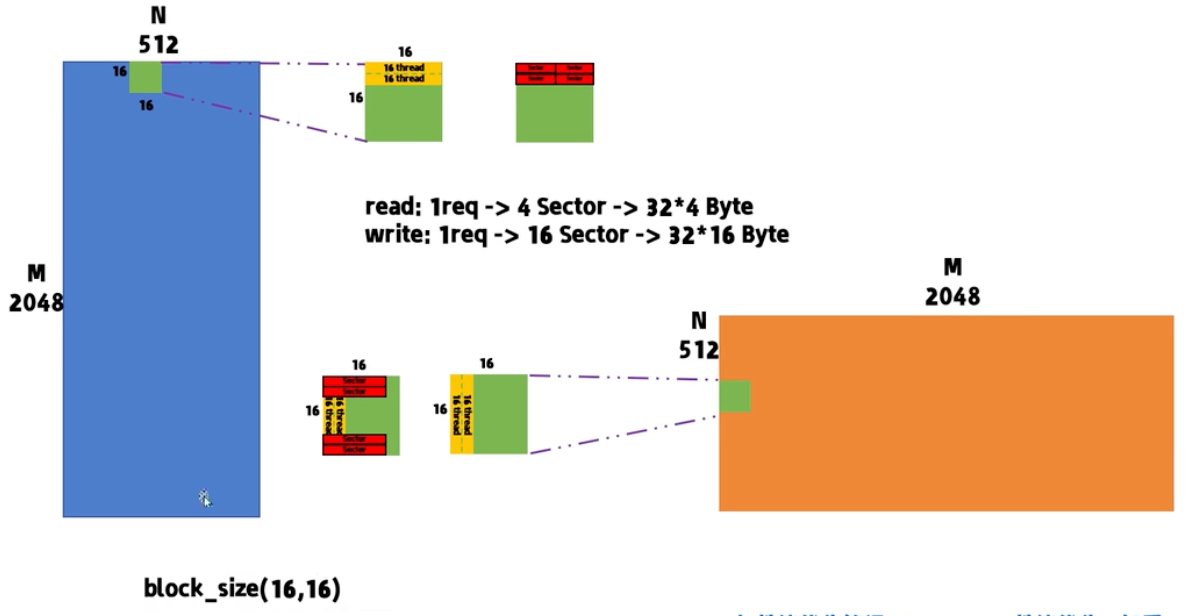 N
512
16
16
16
16 thread
16 thread
16
Sector Sector
Sector Sector
read: 1req -> 4 Sector -> 32*4 Byte
write: 1req -> 16 Sector -> 32*16 Byte
M
2048
M
2048
N
512
16
16
Sector
Sector
16 thread
16 thread
Sector
Sector
16
16
16 thread
16 thread
block_size(16,16)